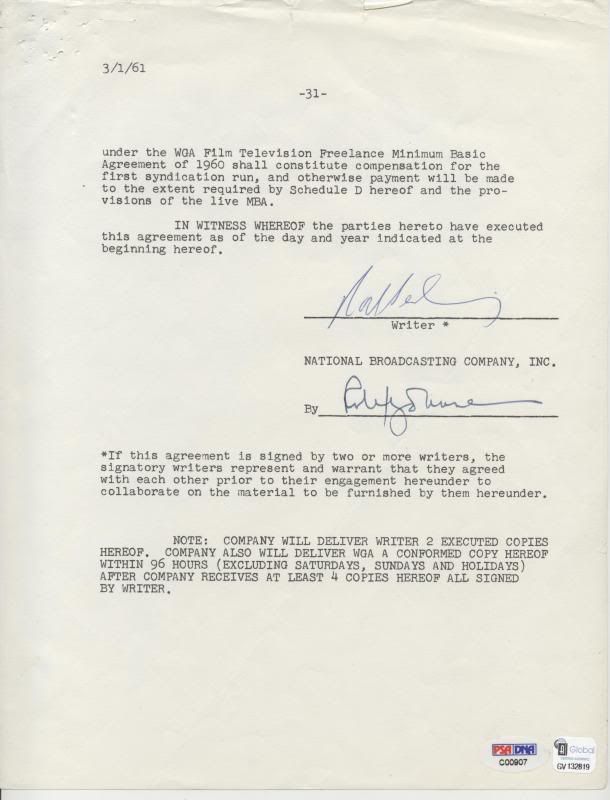 3/1/61
-31-
under the WGA Film Television Freelance Minimum Basic
Agreement of 1960 shall constitute compensation for the
first syndication run, and otherwise payment will be made
to the extent required by Schedule D hereof and the pro-
visions of the live MBA.
IN WITNESS WHEREOF the parties hereto have executed
this agreement as of the day and year indicated at the
beginning hereof.
Writer *
NATIONAL BROADCASTING COMPANY, INC.
By
*If this agreement is signed by two or more writers, the
signatory writers represent and warrant that they agreed
with each other prior to their engagement hereunder to
collaborate on the material to be furnished by them hereunder.
NOTE: COMPANY WILL DELIVER WRITER 2 EXECUTED COPIES
HEREOF. COMPANY ALSO WILL DELIVER WGA A CONFORMED COPY HEREOF
WITHIN 96 HOURS (EXCLUDING SATURDAYS, SUNDAYS AND HOLIDAYS)
AFTER COMPANY RECEIVES AT LEAST 4 COPIES HEREOF ALL SIGNED
BY WRITER.
PSA DNA
C00907
Global
GV 132819